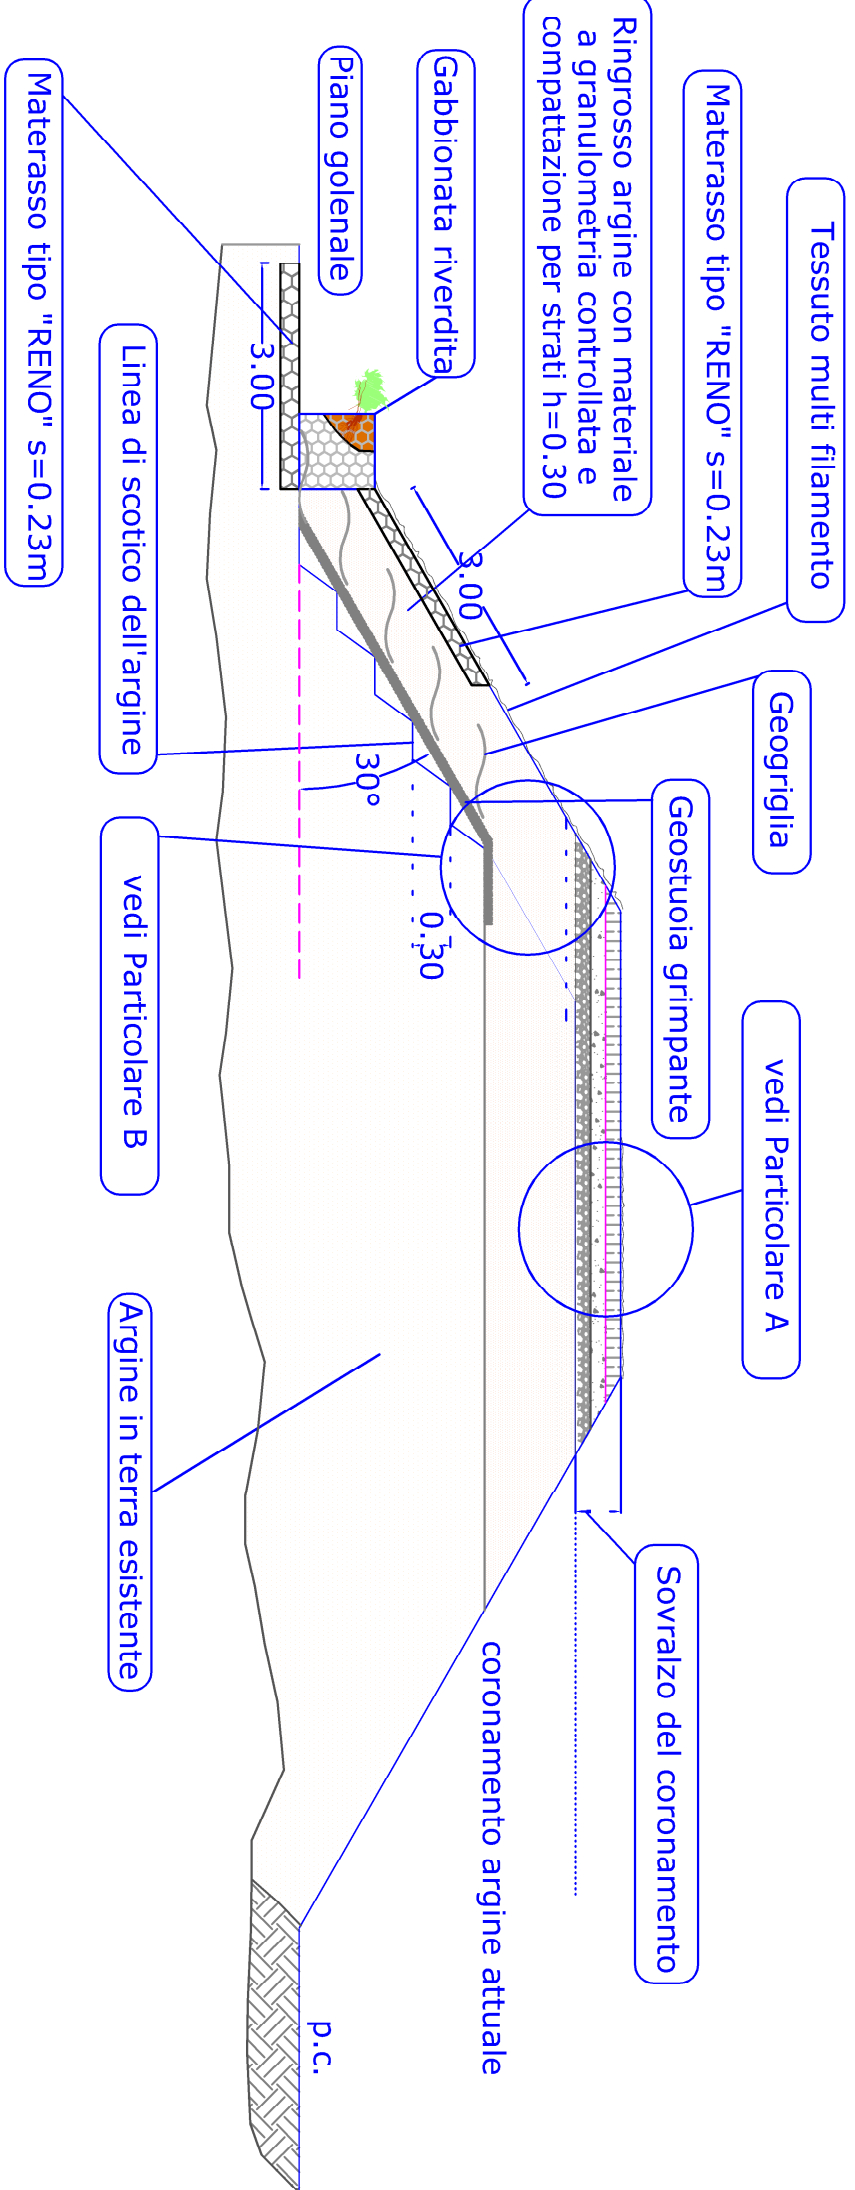 Tessuto multi filamento
Materasso tipo "RENO" s=0.23m
Ringrosso argine con materiale
a granulometria controllata e
compattazione per strati h=0.30
Gabbionata riverdita
Piano golenale
Materasso tipo "RENO" s=0.23m
3.00
3.00
Linea di scotico dell'argine
30°
0.30
Geogriglia
Geostuoia grimpante
vedi Particolare B
vedi Particolare A
Argine in terra esistente
Sovralzo del coronamento
coronamento argine attuale
p.c.